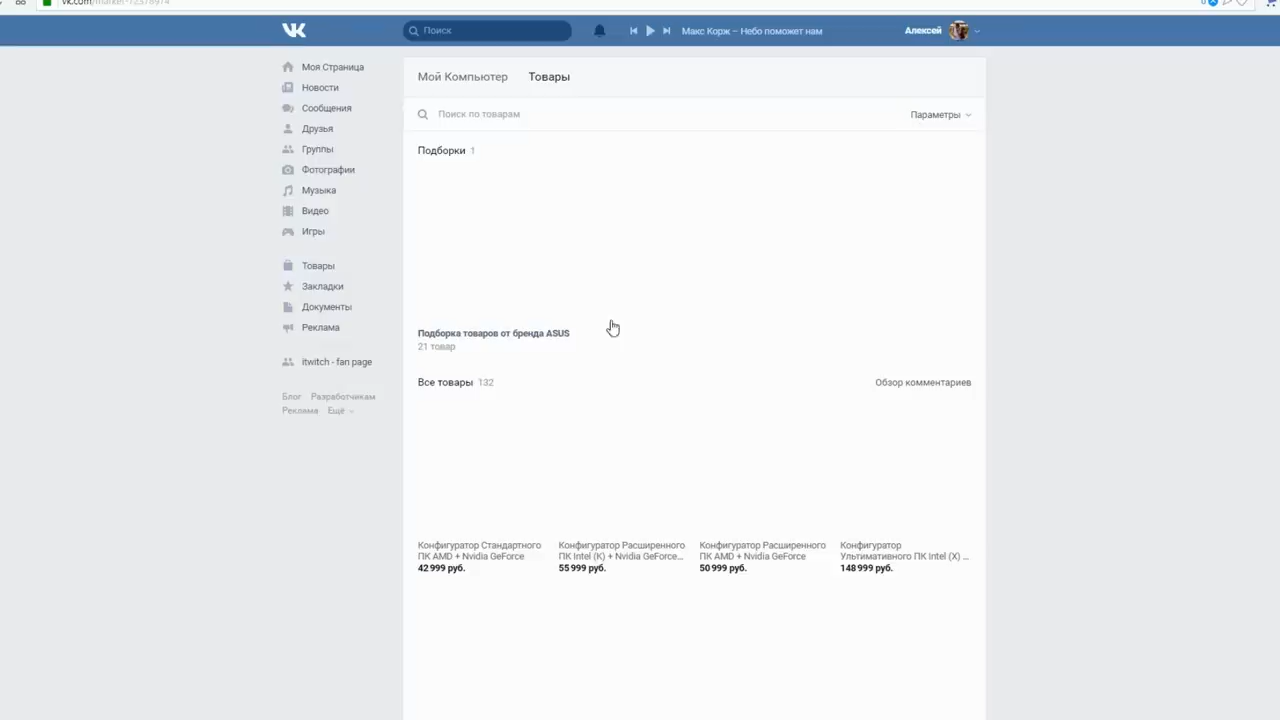 VK
Поиск
Макс Корж – Небо поможет нам
Алексей
Моя Страница
Новости
Сообщения
Друзья
Группы
Фотографии
Музыка
Видео
Игры
Товары
Закладки
Документы
Реклама
itwitch - fan page
Блог Разработчикам
Реклама Ещё
Мой Компьютер Товары
Поиск по товарам
Параметры
Подборки 1
Подборка товаров от бренда ASUS
21 товар
Все товары 132
Обзор комментариев
Конфигуратор Стандартного
ПК AMD + Nvidia GeForce
42 999 руб.
Конфигуратор Расширенного
ПК Intel (K) + Nvidia GeForce...
55 999 руб.
Конфигуратор Расширенного
ПК AMD + Nvidia GeForce
50 999 руб.
Конфигуратор
Ультимативного ПК Intel (X) ...
148 999 руб.